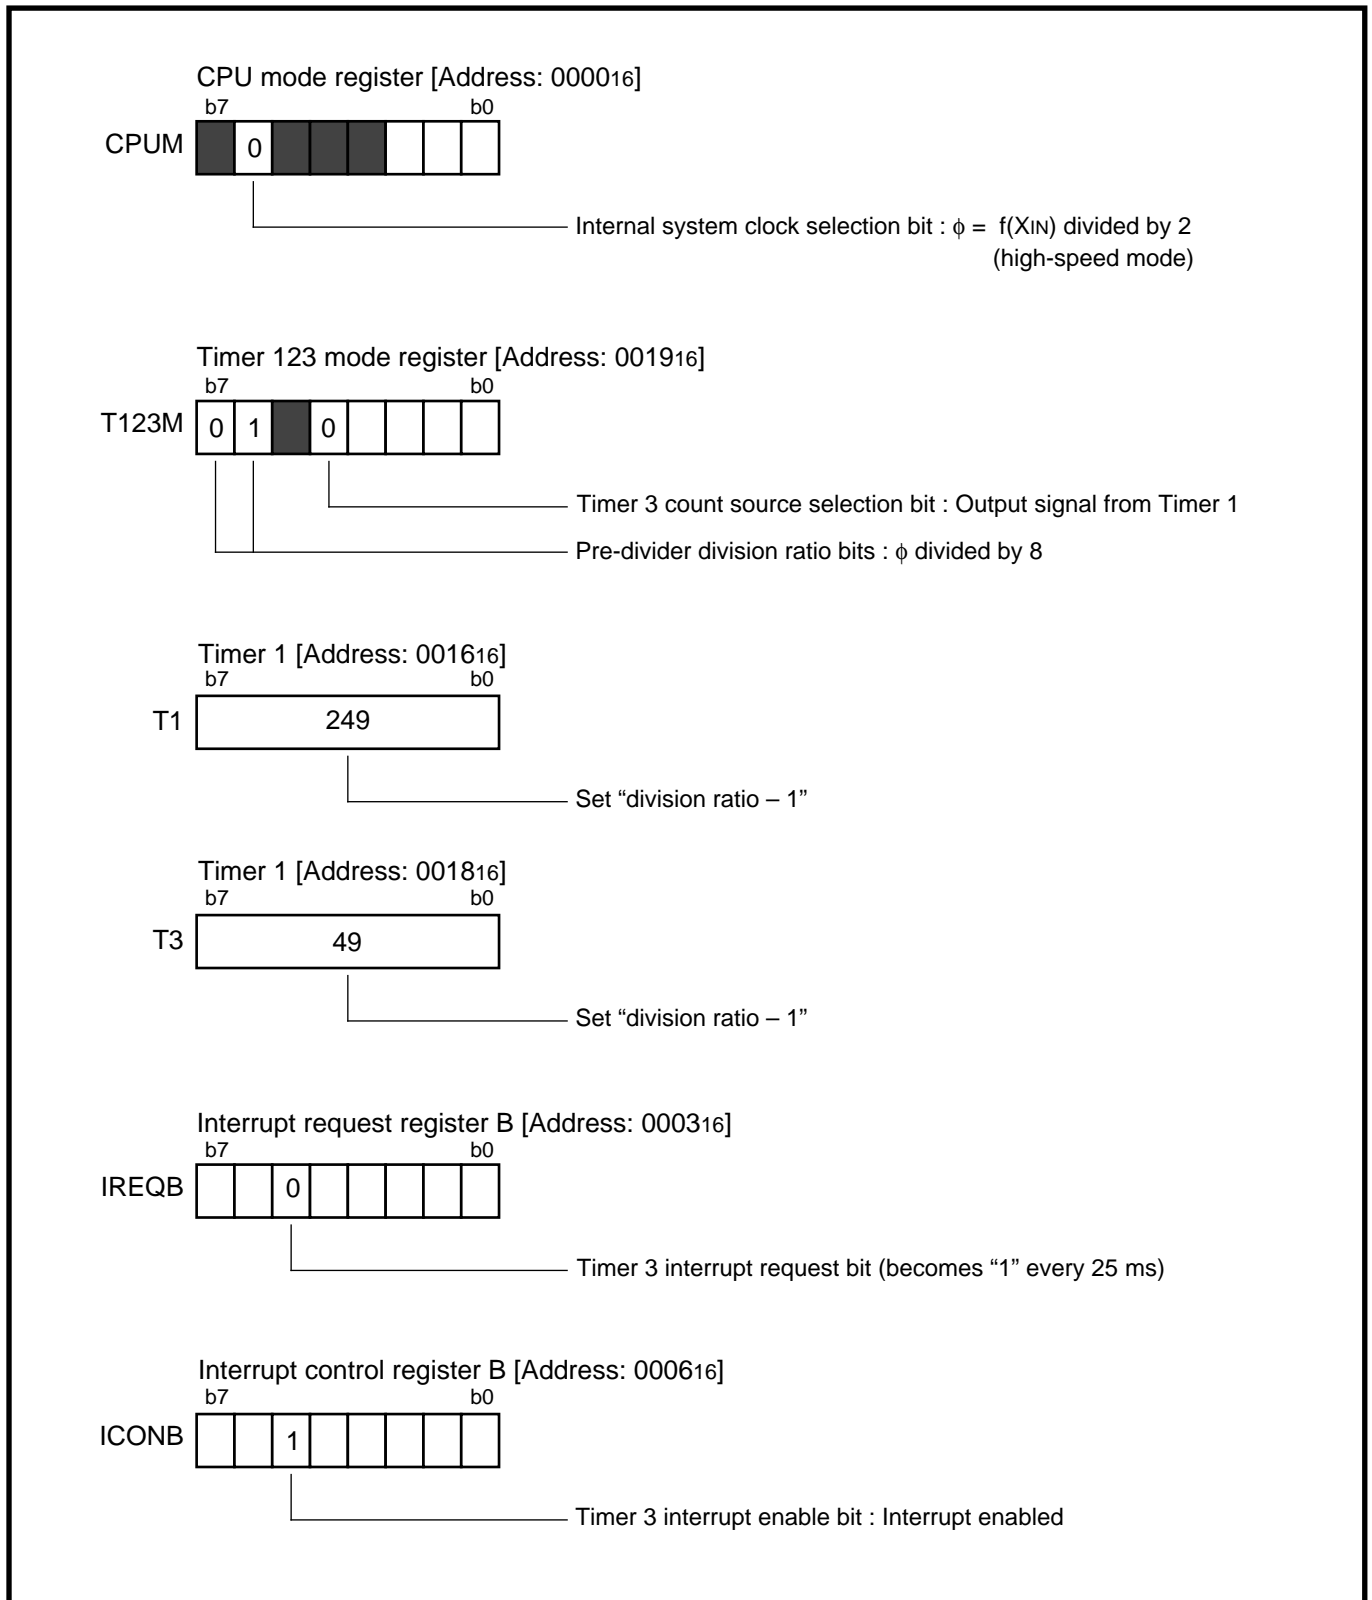 CPU mode register [Address: 000016]
b7 b0
CPUM 0
Internal system clock selection bit : ϕ = f(XIN) divided by 2
(high-speed mode)
Timer 123 mode register [Address: 001916]
b7 b0
T123M 0 1 0
Timer 3 count source selection bit : Output signal from Timer 1
Pre-divider division ratio bits : ϕ divided by 8
Timer 1 [Address: 001616]
b7 b0
T1 249
Set “division ratio – 1”
Timer 1 [Address: 001816]
b7 b0
T3 49
Set “division ratio – 1”
Interrupt request register B [Address: 000316]
b7 b0
IREQB 0
Timer 3 interrupt request bit (becomes “1” every 25 ms)
Interrupt control register B [Address: 000616]
b7 b0
ICONB 1
Timer 3 interrupt enable bit : Interrupt enabled